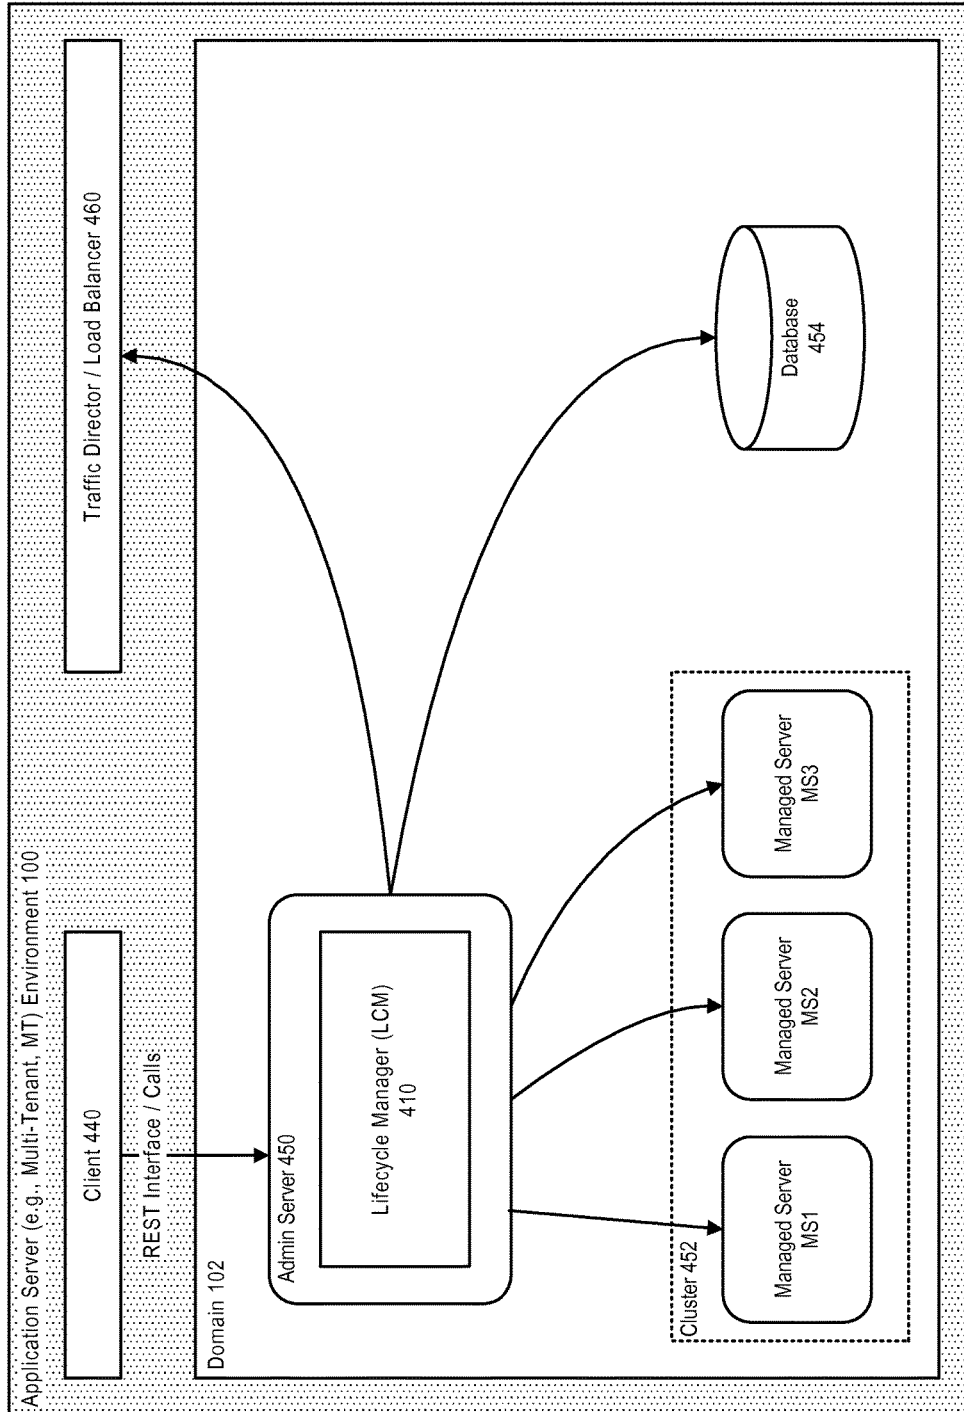 Application Server (e.g., Multi-Tenant, MT) Environment 100
Client 440
Traffic Director / Load Balancer 460
REST Interface / Calls
Domain 102
Admin Server 450
Lifecycle Manager (LCM)
410
Cluster 452
Managed Server
MS1
Managed Server
MS2
Managed Server
MS3
Database
454